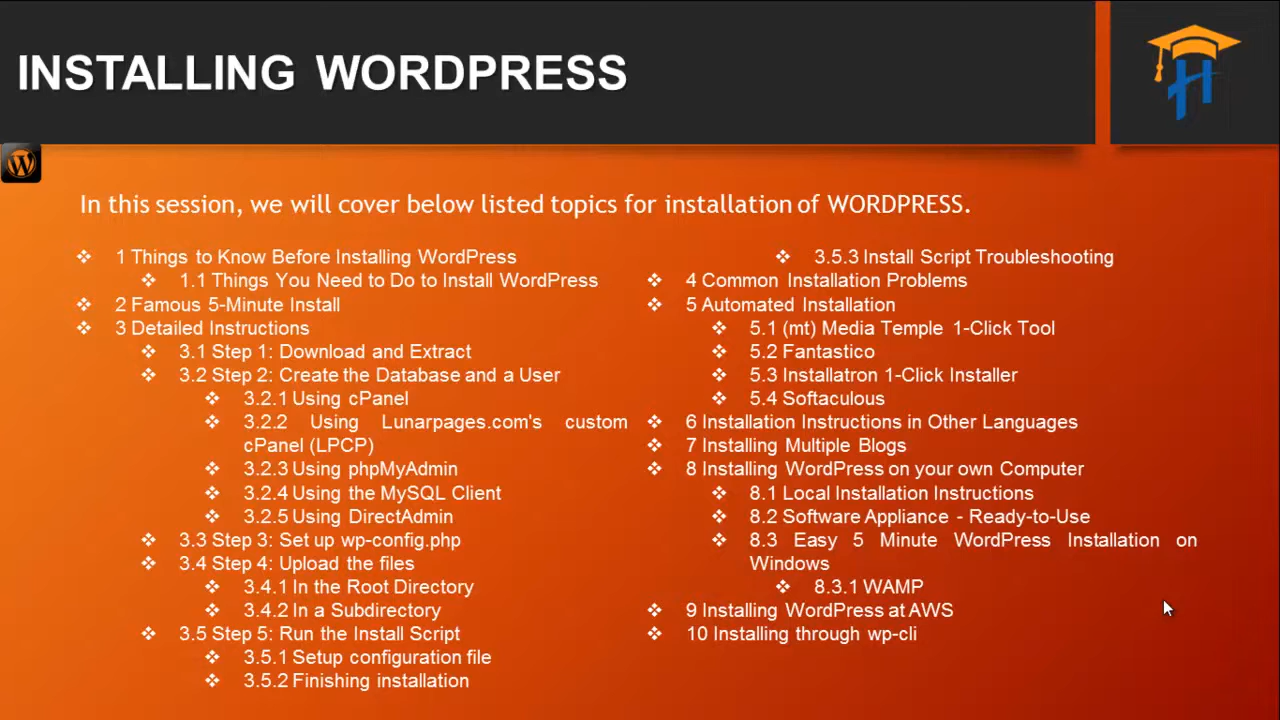 INSTALLING WORDPRESS
In this session, we will cover below listed topics for installation of WORDPRESS.
1 Things to Know Before Installing WordPress
1.1 Things You Need to Do to Install WordPress
2 Famous 5-Minute Install
3 Detailed Instructions
3.1 Step 1: Download and Extract
3.2 Step 2: Create the Database and a User
3.2.1 Using cPanel
3.2.2 Using Lunarpages.com's custom
cPanel (LPCP)
3.2.3 Using phpMyAdmin
3.2.4 Using the MySQL Client
3.2.5 Using DirectAdmin
3.3 Step 3: Set up wp-config.php
3.4 Step 4: Upload the files
3.4.1 In the Root Directory
3.4.2 In a Subdirectory
3.5 Step 5: Run the Install Script
3.5.1 Setup configuration file
3.5.2 Finishing installation
3.5.3 Install Script Troubleshooting
4 Common Installation Problems
5 Automated Installation
5.1 (mt) Media Temple 1-Click Tool
5.2 Fantastico
5.3 Installatron 1-Click Installer
5.4 Softaculous
6 Installation Instructions in Other Languages
7 Installing Multiple Blogs
8 Installing WordPress on your own Computer
8.1 Local Installation Instructions
8.2 Software Appliance - Ready-to-Use
8.3 Easy 5 Minute WordPress Installation on
Windows
8.3.1 WAMP
9 Installing WordPress at AWS
10 Installing through wp-cli